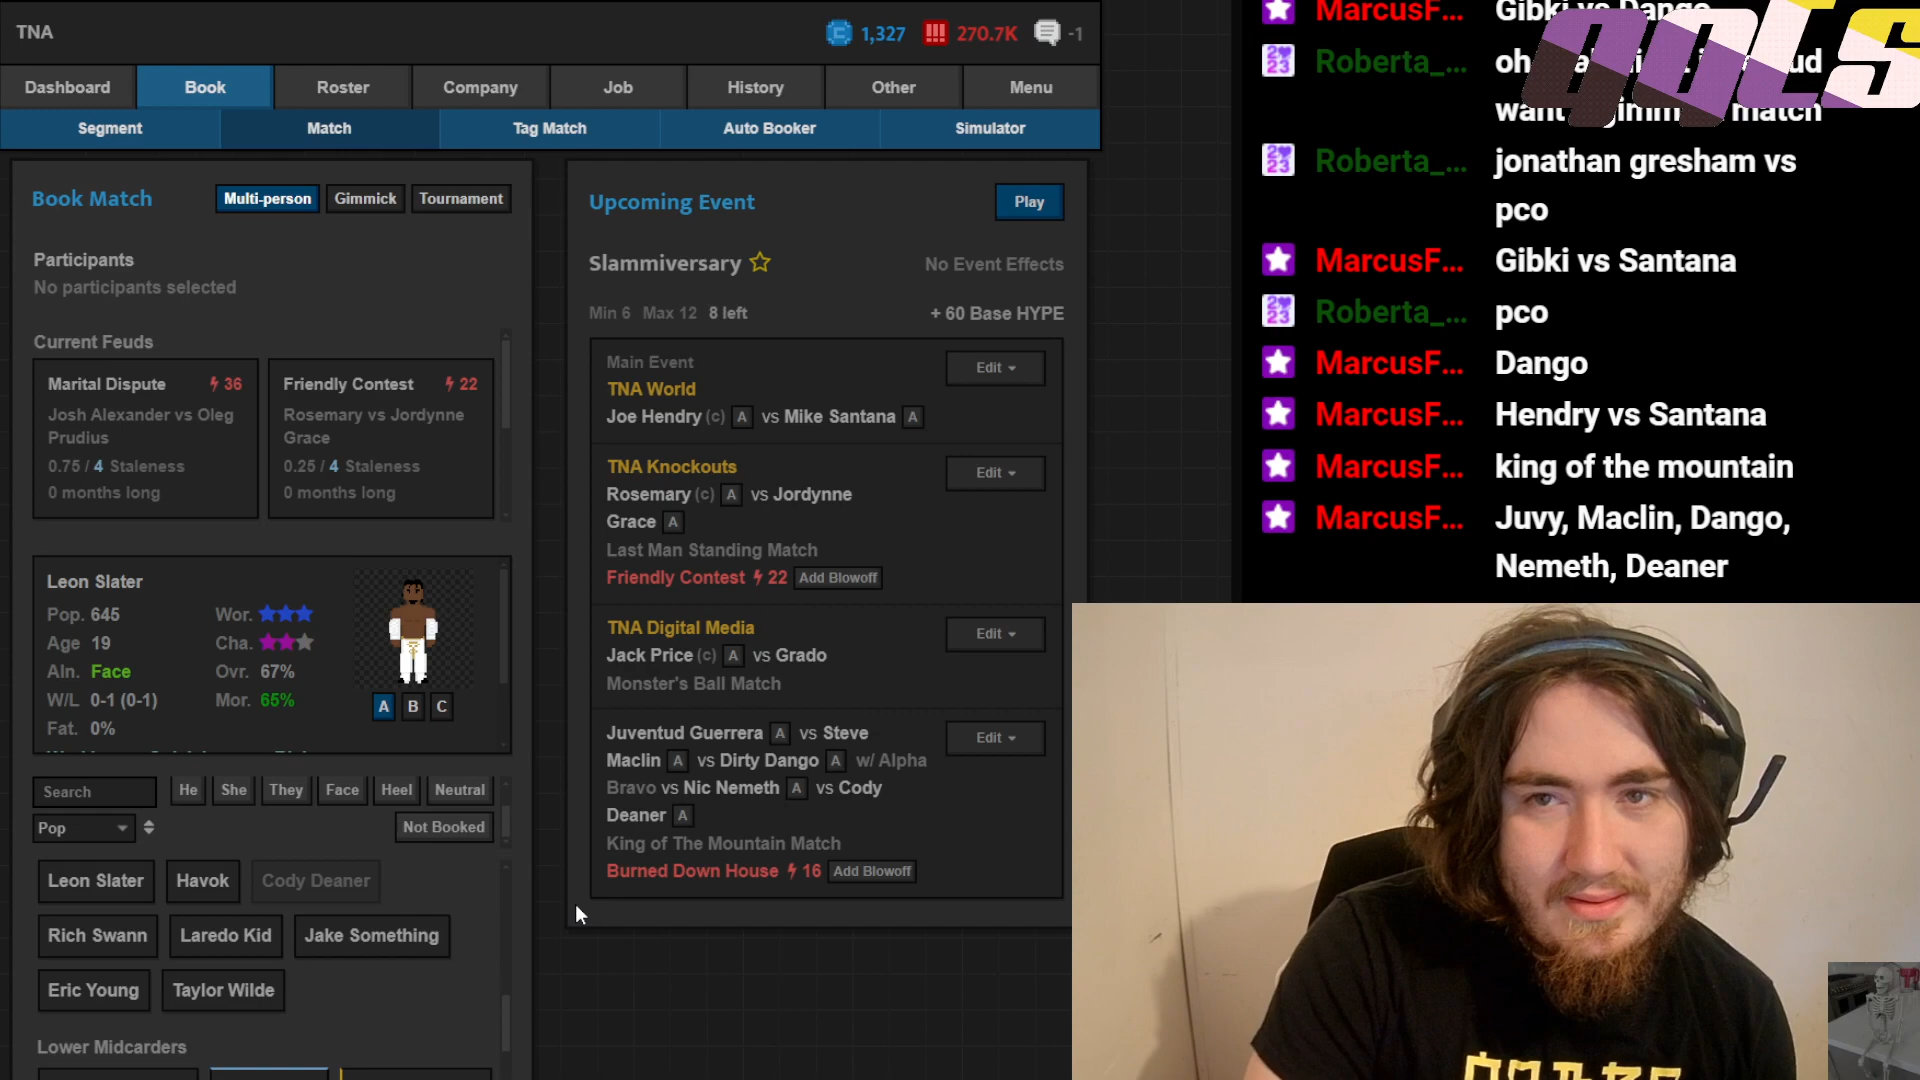 TNA
1,327
270.7K
-1
Dashboard
Book
Roster
Company
Job
History
Other
Menu
Segment
Match
Tag Match
Auto Booker
Simulator
Book Match
Multi-person
Gimmick
Tournament
Participants
No participants selected
Current Feuds
Marital Dispute 36
Josh Alexander vs Oleg
Prudius
0.75 / 4 Staleness
0 months long
Friendly Contest 22
Rosemary vs Jordynne
Grace
0.25 / 4 Staleness
0 months long
Leon Slater
Pop. 645
Wor.
Age 19
Cha.
Aln. Face
Ovr. 67%
W/L 0-1 (0-1)
Mor. 65%
Fat. 0%
A B C
Search
He
She
They
Face
Heel
Neutral
Pop
Not Booked
Leon Slater
Havok
Cody Deaner
Rich Swann
Laredo Kid
Jake Something
Eric Young
Taylor Wilde
Lower Midcarders
Upcoming Event
Play
Slammiversary
No Event Effects
Min 6 Max 12 8 left
+ 60 Base HYPE
Main Event
Edit
TNA World
Joe Hendry (c) A vs Mike Santana A
TNA Knockouts
Edit
Rosemary (c) A vs Jordynne
Grace A
Last Man Standing Match
Friendly Contest 22 Add Blowoff
TNA Digital Media
Edit
Jack Price (c) A vs Grado
Monster's Ball Match
Juventud Guerrera A vs Steve
Edit
Maclin A vs Dirty Dango A w/ Alpha
Bravo vs Nic Nemeth A vs Cody
Deaner A
King of The Mountain Match
Burned Down House 16 Add Blowoff
MarcusF... Gibki vs Dango
Roberta_... oh
match
Roberta_... jonathan gresham vs
pco
MarcusF... Gibki vs Santana
Roberta_... pco
MarcusF... Dango
MarcusF... Hendry vs Santana
MarcusF... king of the mountain
MarcusF... Juvy, Maclin, Dango,
Nemeth, Deaner